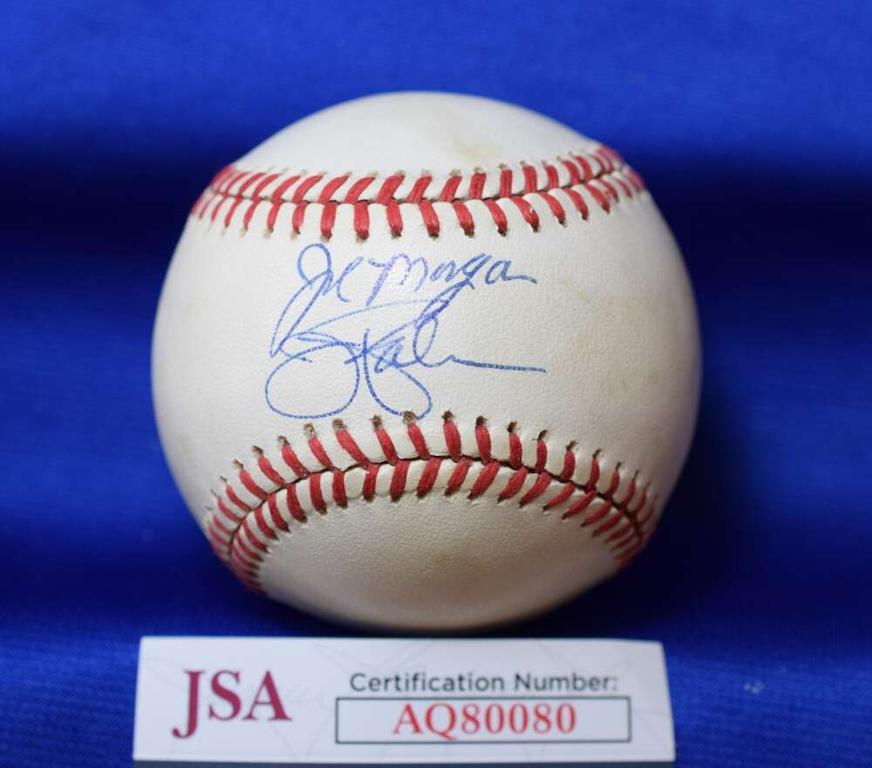 Joe Morgan
JSA
Certification Number:
AQ80080